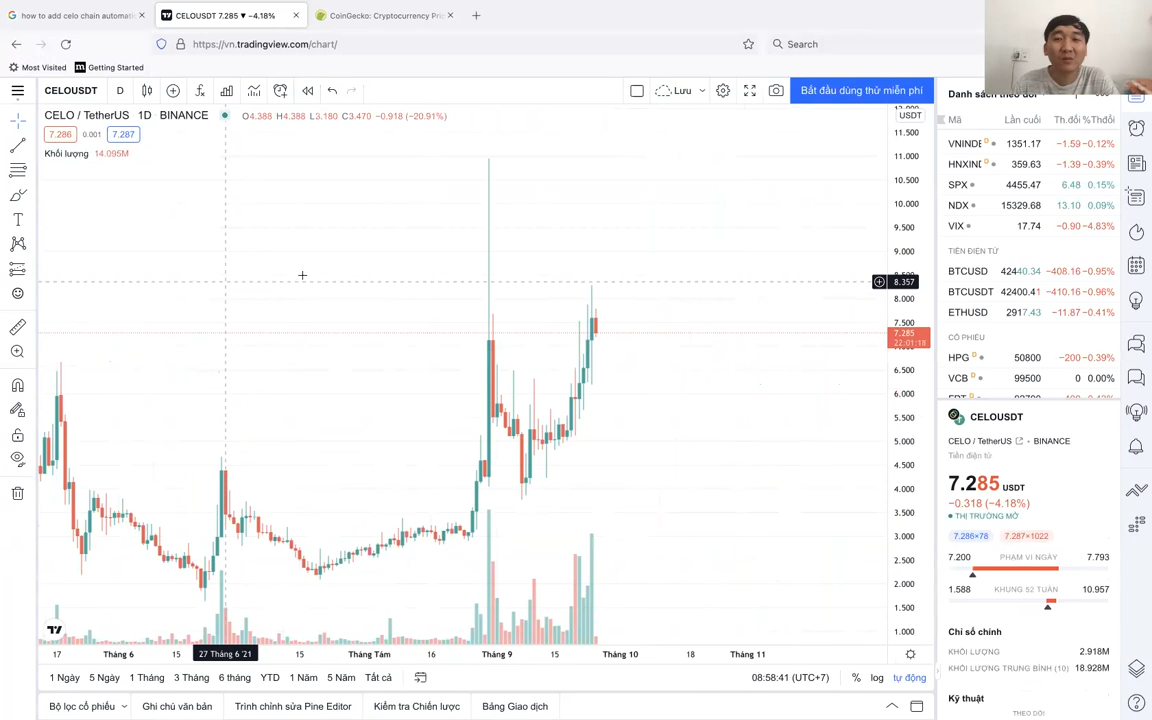 how to add celo chain automatic
CELOUSDT 7.285 ▼ −4.18%
CoinGecko: Cryptocurrency Pri
https://vn.tradingview.com/chart/
Search
Most Visited
Getting Started
CELOUSDT
D
Lưu
Bắt đầu dùng thử miễn phí
Danh sách theo dõi
CELO / TetherUS 1D BINANCE
O4.388 H4.388 L3.180 C3.470 −0.918 (−20.91%)
USDT
7.286 0.001 7.287
Khối lượng 14.095M
Mã Lần cuối Th.đổi %Thđổi
VNINDE D 1351.17 −1.59 −0.12%
HNXIND D 359.63 −1.39 −0.39%
SPX 4455.47 6.48 0.15%
NDX 15329.68 13.10 0.09%
VIX 17.74 −0.90 −4.83%
TIỀN ĐIỆN TỬ
BTCUSD 42440.34 −408.16 −0.95%
BTCUSDT 42400.41 −410.16 −0.96%
ETHUSD 2917.43 −11.87 −0.41%
CỔ PHIẾU
HPG D 50800 −200 −0.39%
VCB D 99500 0 0.00%
11.500
11.000
10.500
10.000
9.500
9.000
8.357
8.000
7.500
7.285
22:01:18
6.500
6.000
5.500
5.000
4.500
4.000
3.500
3.000
2.500
2.000
1.500
1.000
CELOUSDT
CELO / TetherUS • BINANCE
Tiền điện tử
7.285 USDT
−0.318 (−4.18%)
THỊ TRƯỜNG MỞ
7.286×78 7.287×1022
7.200 PHẠM VI NGÀY 7.793
1.588 KHUNG 52 TUẦN 10.957
Chỉ số chính
KHỐI LƯỢNG 2.918M
KHỐI LƯỢNG TRUNG BÌNH (10) 18.928M
Kỹ thuật
THEO DÕI
17 Tháng 6 15 27 Tháng 6 '21 15 Tháng Tám 16 Tháng 9 15 Tháng 10 18 Tháng 11
1 Ngày 5 Ngày 1 Tháng 3 Tháng 6 tháng YTD 1 Năm 5 Năm Tất cả
08:58:41 (UTC+7) % log tự động
Bộ lọc cổ phiếu Ghi chú văn bản Trình chỉnh sửa Pine Editor Kiểm tra Chiến lược Bảng Giao dịch